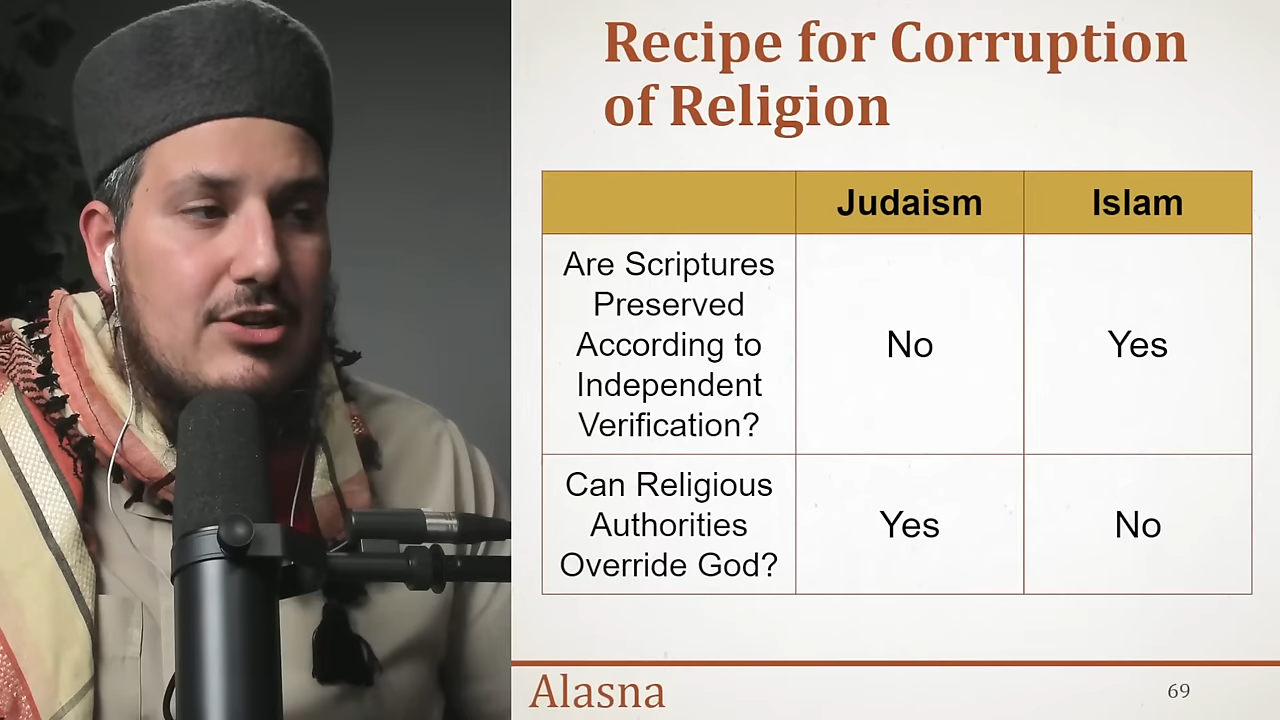 Recipe for Corruption
of Religion
Judaism
Islam
Are Scriptures
Preserved
According to
Independent
Verification?
No
Yes
Can Religious
Authorities
Override God?
Yes
No
Alasna
69